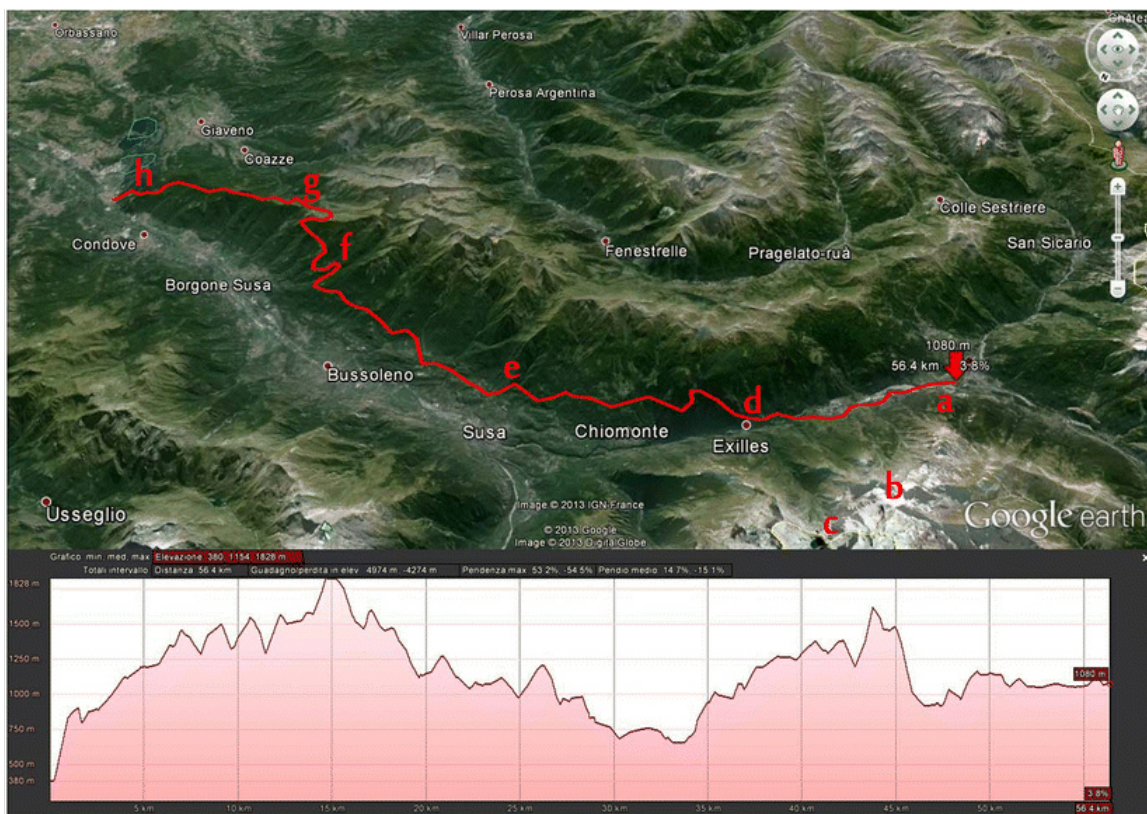 Château
Orbassano
Villar Perosa
Perosa Argentina
Giaveno
Coazze
h
g
Colle Sestriere
Condove
f
Fenestrelle
Pragelato-ruà
San Sicario
Borgone Susa
1080 m
56.4 km 3.8%
Bussoleno
e
d
a
Susa
Chiomonte
Exilles
b
Usseglio
Image © 2013 IGN-France
© 2013 Google
Image © 2013 DigitalGlobe
c
Google earth
Grafico min, med, max Elevazione 380, 1154, 1828 m
Totali intervallo Distanza 56.4 km Guadagno/perdita in elev. 4974 m, -4274 m Pendenza max 53.2%, -54.5% Pendio medio 14.7%, -15.1%
1828 m
1500 m
1250 m
1000 m
1080 m
750 m
500 m
380 m
3.8%
5 km 10 km 15 km 20 km 25 km 30 km 35 km 40 km 45 km 50 km 56.4 km